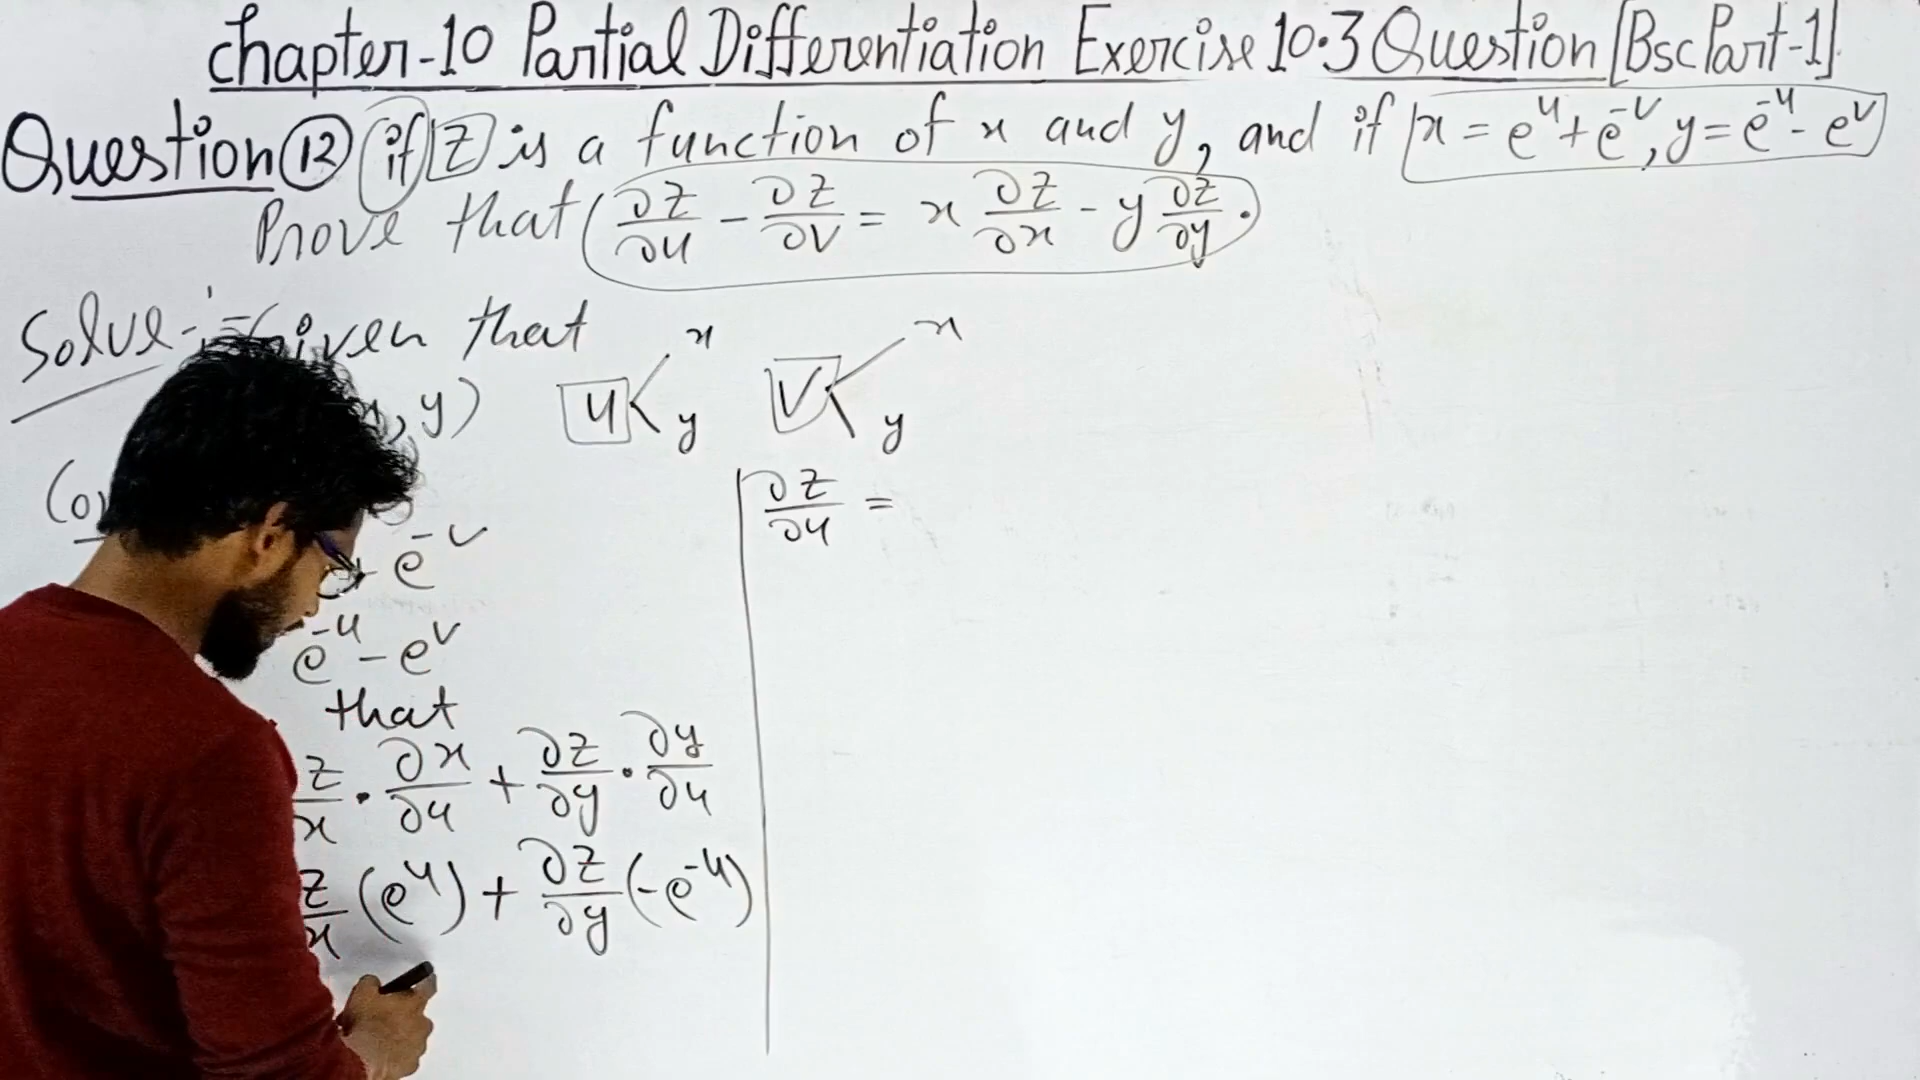 Chapter-10 Partial Differentiation Exercise 10.3 Question [Bsc Part-1]
Question 12 if z is a function of x and y, and if x = e^u + e^-v, y = e^-u - e^v
Prove that ∂z/∂u - ∂z/∂v = x ∂z/∂x - y ∂z/∂y.
Solve:- Given that
, y) u < x y v < x y
∂z/∂u =
e^-v
e^-u - e^v
that
z/x · ∂x/∂u + ∂z/∂y · ∂y/∂u
z/x (e^u) + ∂z/∂y (-e^-u)